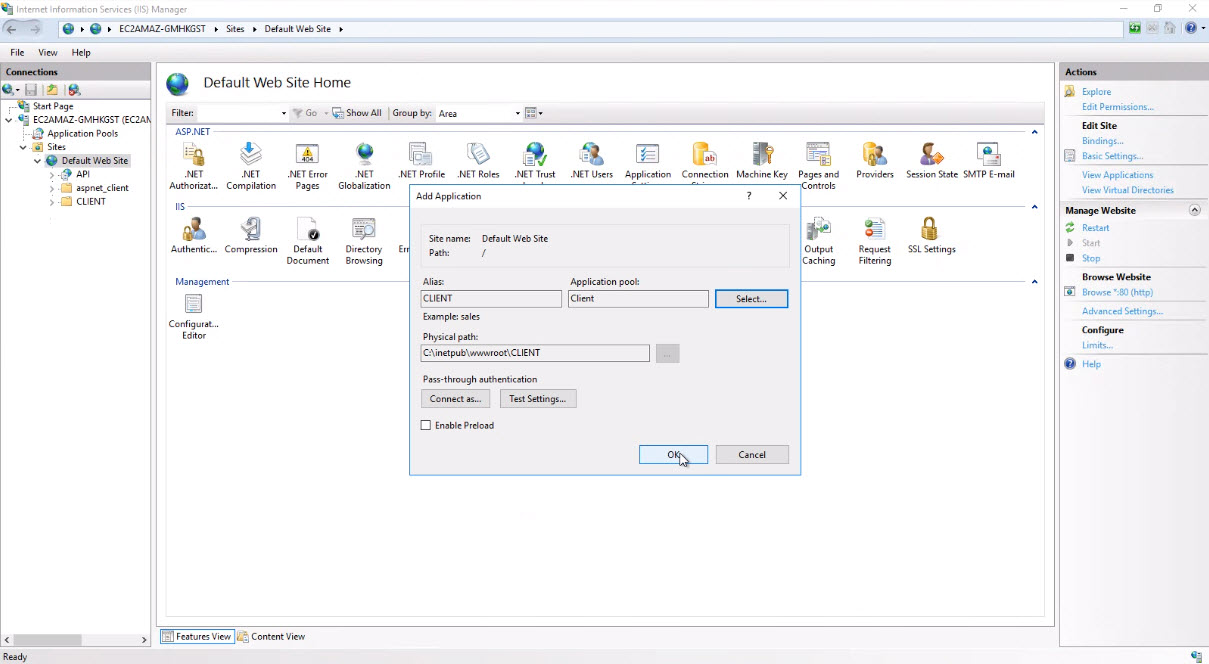 Internet Information Services (IIS) Manager
EC2AMAZ-GMHKGST Sites Default Web Site
File View Help
Connections
Start Page
EC2AMAZ-GMHKGST (EC2AN
Application Pools
Sites
Default Web Site
API
aspnet_client
CLIENT
Default Web Site Home
Filter: Go Show All Group by: Area
ASP.NET
.NET Authorizat...
.NET Compilation
404
.NET Error Pages
.NET Globalization
.NET Profile
.NET Roles
.NET Trust
.NET Users
Application
ab
Connection
Machine Key
Pages and Controls
Providers
Session State
SMTP E-mail
IIS
Authentic...
Compression
Default Document
Directory Browsing
Output Caching
Request Filtering
SSL Settings
Management
Configurat... Editor
Add Application
?
Site name: Default Web Site
Path: /
Alias: Application pool:
CLIENT Client Select...
Example: sales
Physical path:
C:\inetpub\wwwroot\CLIENT ...
Pass-through authentication
Connect as... Test Settings...
Enable Preload
OK Cancel
Features View Content View
Actions
Explore
Edit Permissions...
Edit Site
Bindings...
Basic Settings...
View Applications
View Virtual Directories
Manage Website
Restart
Start
Stop
Browse Website
Browse *:80 (http)
Advanced Settings...
Configure
Limits...
Help
Ready